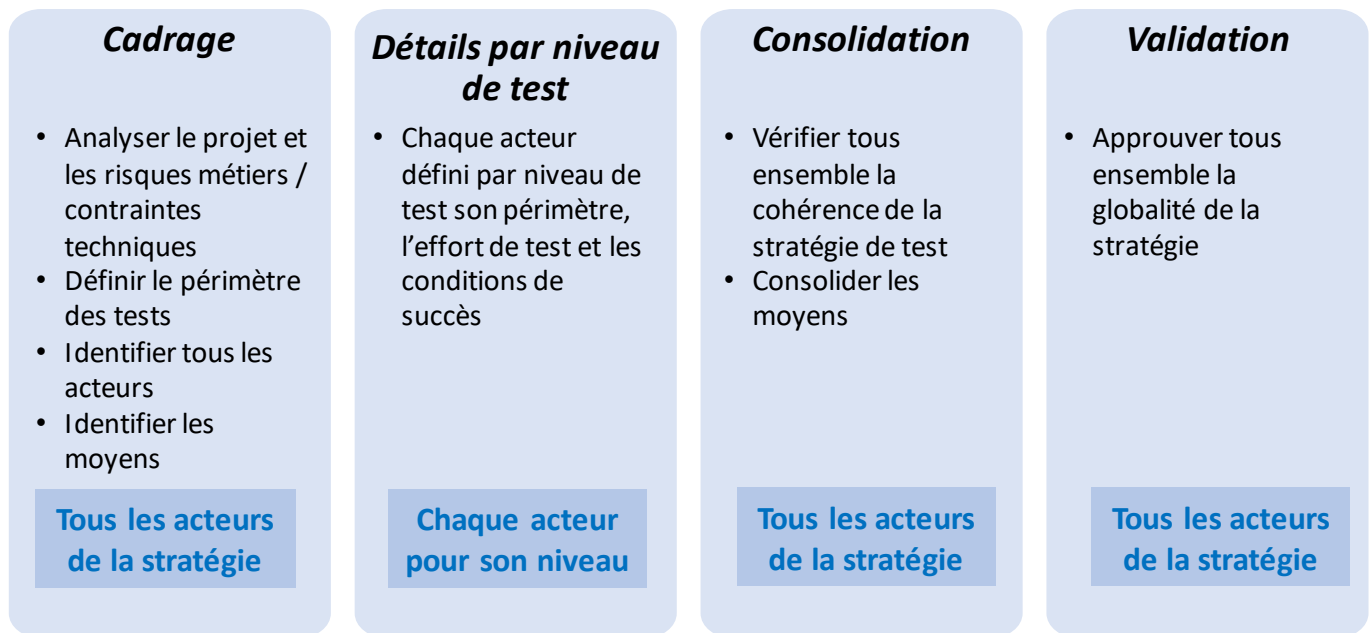 Cadrage
• Analyser le projet et
les risques métiers /
contraintes
techniques
• Définir le périmètre
des tests
• Identifier tous les
acteurs
• Identifier les
moyens
Tous les acteurs
de la stratégie
Détails par niveau
de test
• Chaque acteur
défini par niveau de
test son périmètre,
l’effort de test et les
conditions de
succès
Chaque acteur
pour son niveau
Consolidation
• Vérifier tous
ensemble la
cohérence de la
stratégie de test
• Consolider les
moyens
Tous les acteurs
de la stratégie
Validation
• Approuver tous
ensemble la
globalité de la
stratégie
Tous les acteurs
de la stratégie